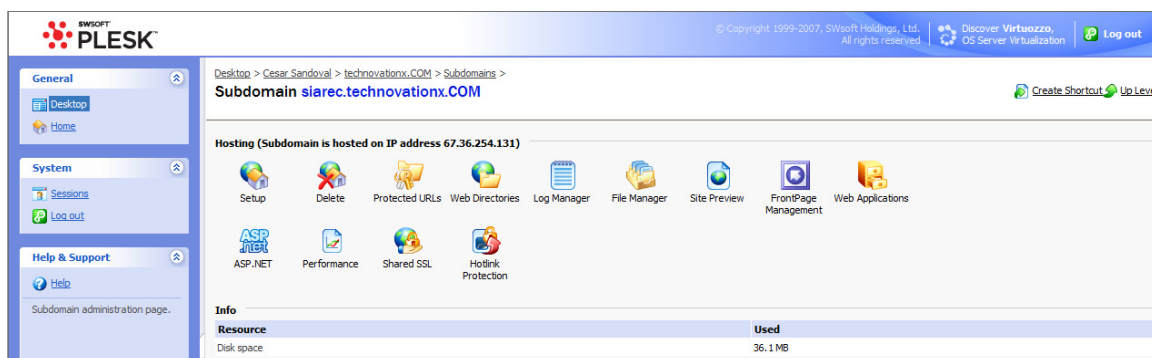 SWSOFT
PLESK
© Copyright 1999-2007, SWsoft Holdings, Ltd.
All rights reserved
Discover Virtuozzo,
OS Server Virtualization
Log out
General
Desktop
Home
System
Sessions
Log out
Help & Support
Help
Subdomain administration page.
Desktop > Cesar Sandoval > technovationx.COM > Subdomains >
Subdomain siarec.technovationx.COM
Create Shortcut Up Leve
Hosting (Subdomain is hosted on IP address 67.36.254.131)
Setup Delete Protected URLs Web Directories Log Manager File Manager Site Preview FrontPage Management Web Applications
ASP.NET Performance Shared SSL Hotlink Protection
Info
Resource Used
Disk space 36.1 MB